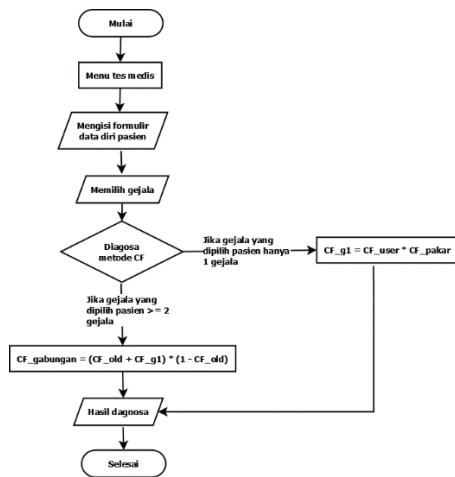 Mulai
Menu tes medis
Mengisi formulir
data diri pasien
Memilih gejala
Diagosa
metode CF
Jika gejala yang
dipilih pasien hanya
1 gejala
CF_g1 = CF_user * CF_pakar
Jika gejala yang
dipilih pasien >= 2
gejala
CF_gabungan = (CF_old + CF_g1) * (1 - CF_old)
Hasil dagnosa
Selesai